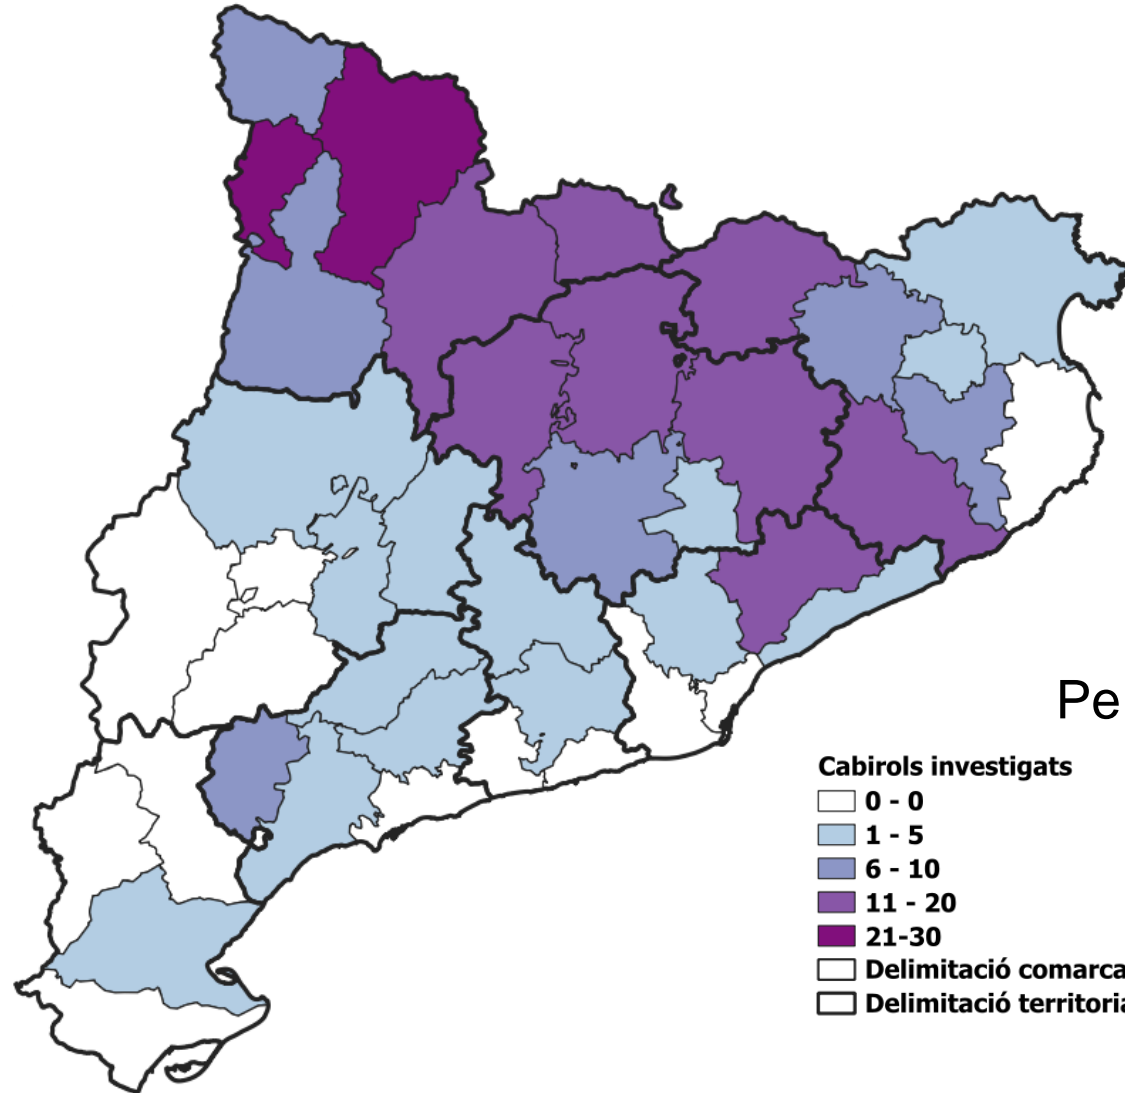 Pe
Cabirols investigats
0 - 0
1 - 5
6 - 10
11 - 20
21-30
Delimitació comarca
Delimitació territoria